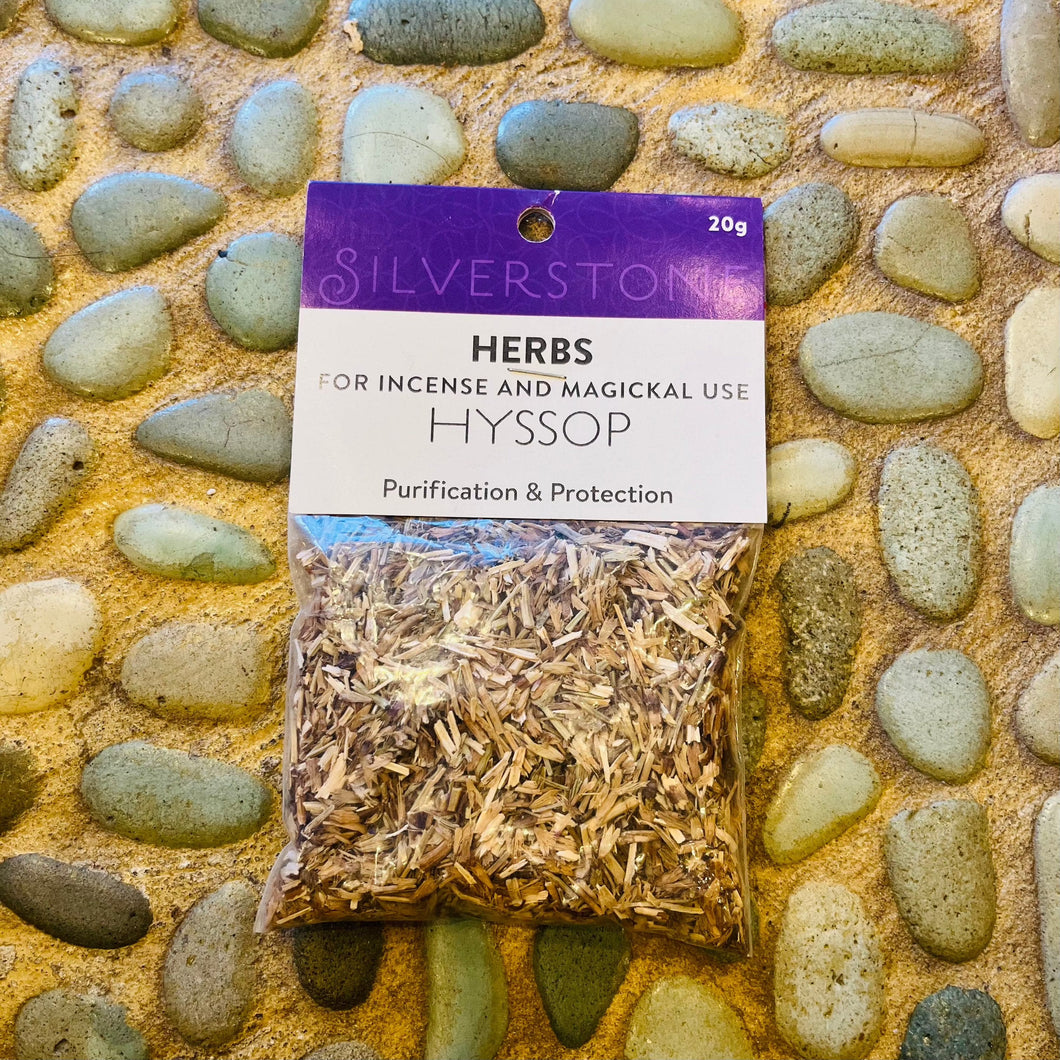 20g
SILVERSTONE
HERBS
FOR INCENSE AND MAGICKAL USE
HYSSOP
Purification & Protection